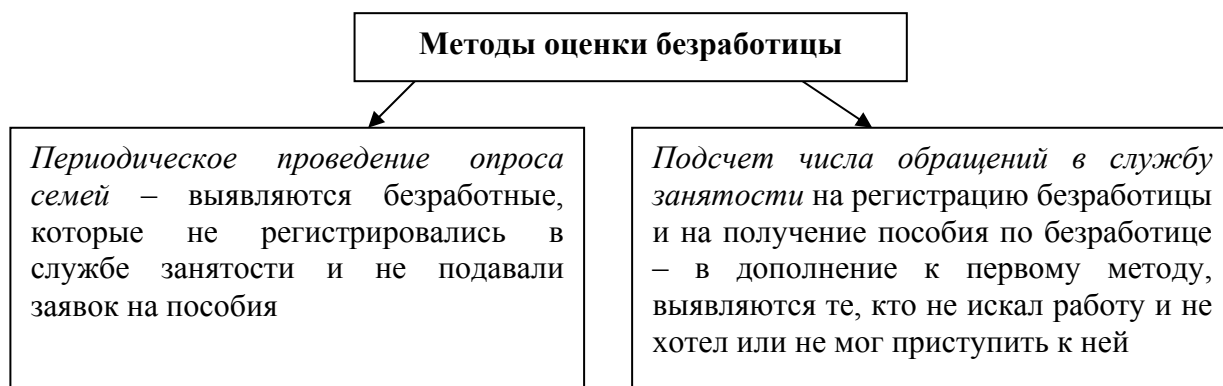 Методы оценки безработицы
Периодическое проведение опроса
семей – выявляются безработные,
которые не регистрировались в
службе занятости и не подавали
заявок на пособия
Подсчет числа обращений в службу
занятости на регистрацию безработицы
и на получение пособия по безработице
– в дополнение к первому методу,
выявляются те, кто не искал работу и не
хотел или не мог приступить к ней